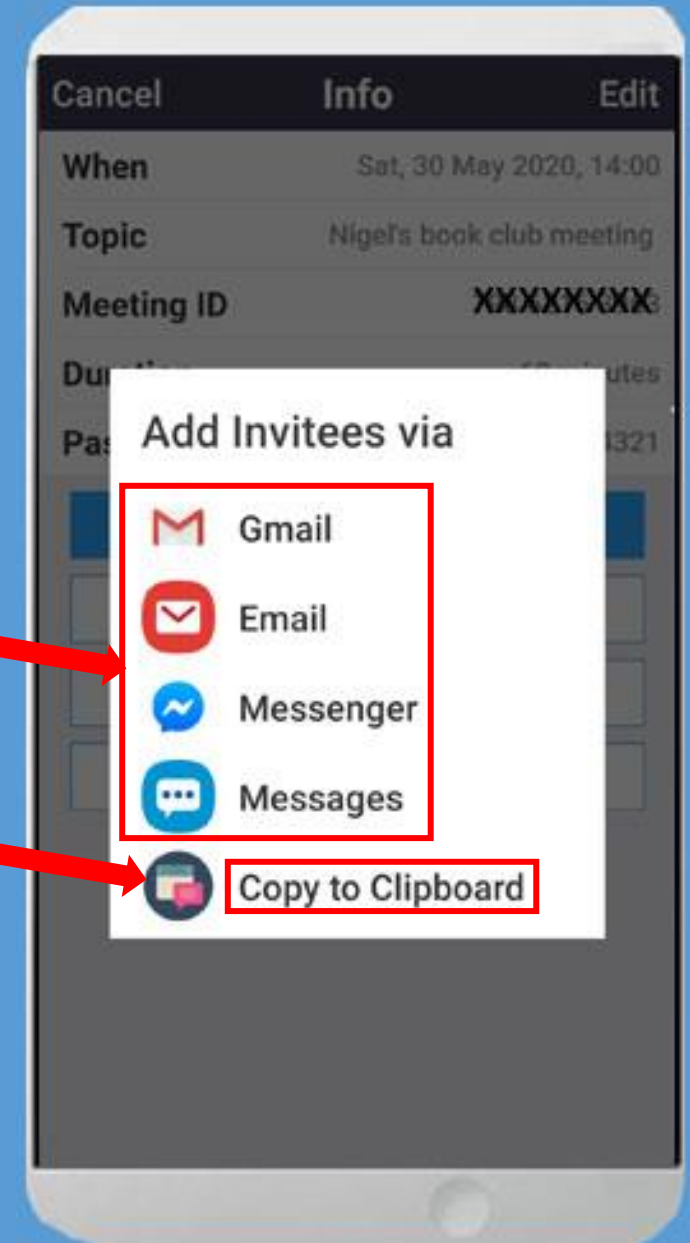 Cancel Info Edit
When Sat, 30 May 2020, 14:00
Topic Nigel's book club meeting
Meeting ID XXXXXXXX
Add Invitees via
Gmail
Email
Messenger
Messages
Copy to Clipboard